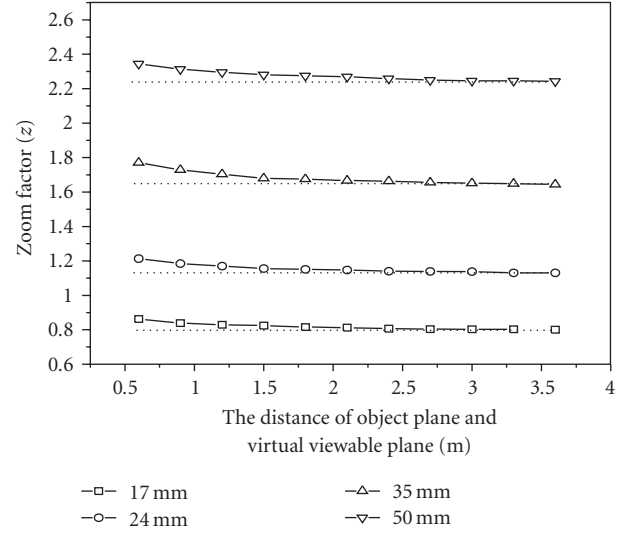 2.6
2.4
2.2
2
1.8
1.6
1.4
1.2
1
0.8
0.6
Zoom factor (z)
0.5 1 1.5 2 2.5 3 3.5 4
The distance of object plane and
virtual viewable plane (m)
17 mm
24 mm
35 mm
50 mm